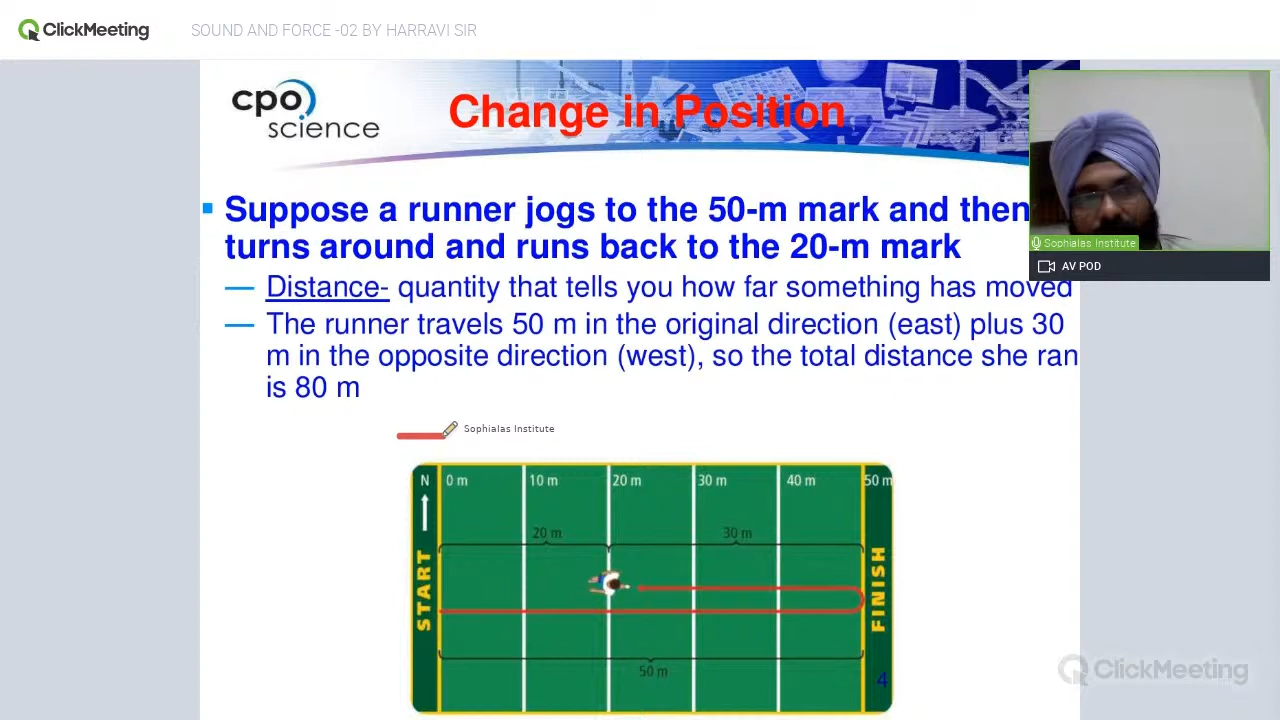 ClickMeeting
SOUND AND FORCE -02 BY HARRAVI SIR
cpo science
Change in Position
Suppose a runner jogs to the 50-m mark and then
turns around and runs back to the 20-m mark
— Distance- quantity that tells you how far something has moved
— The runner travels 50 m in the original direction (east) plus 30
m in the opposite direction (west), so the total distance she ran
is 80 m
Sophialas Institute
AV POD
Sophialas Institute
N
0 m 10 m 20 m 30 m 40 m 50 m
20 m 30 m
START
FINISH
50 m
4
ClickMeeting